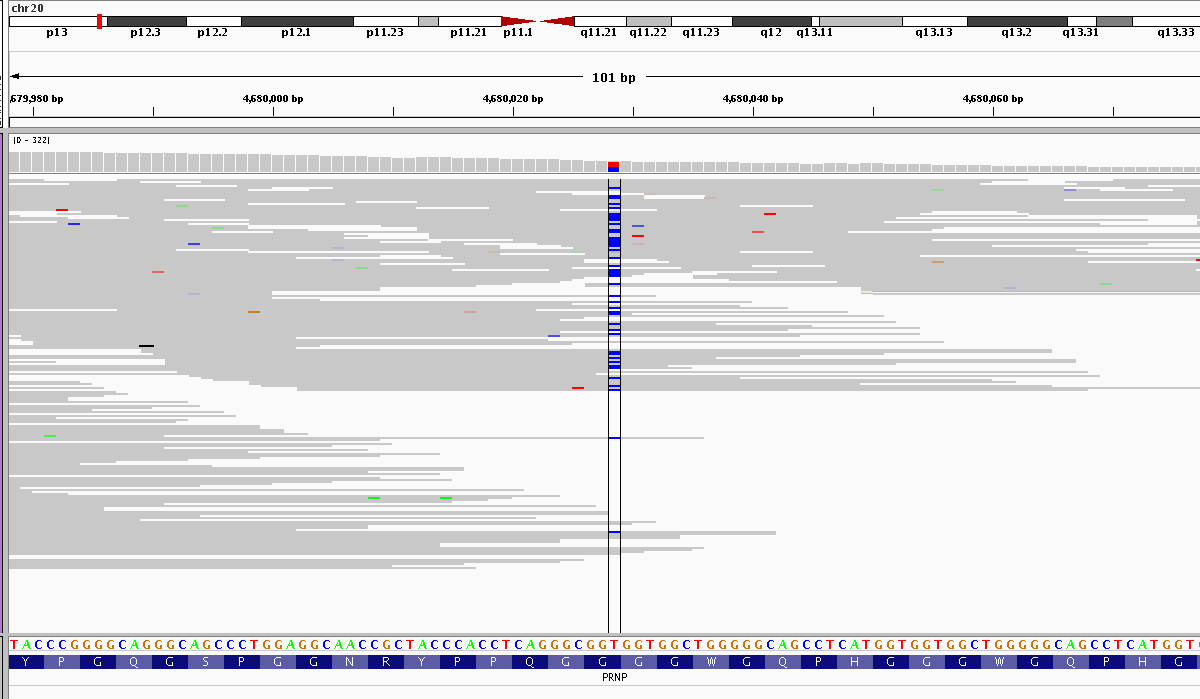 chr20
p13 p12.3 p12.2 p12.1 p11.23 p11.21 p11.1 q11.21 q11.22 q11.23 q12 q13.11 q13.13 q13.2 q13.31 q13.33
101 bp
679,980 bp 4,680,000 bp 4,680,020 bp 4,680,040 bp 4,680,060 bp
[0 - 322]
T A C C C G G G G C A G G G C A G C C C T G G A G G C A A C C G C T A C C C A C C T C A G G G C G G T G G T G G C T G G G G G C A G C C T C A T G G T G G T G G C T G G G G G C A G C C T C A T G G T
Y P G Q G S P G G N R Y P P Q G G G G W G Q P H G G G W G Q P H G
PRNP